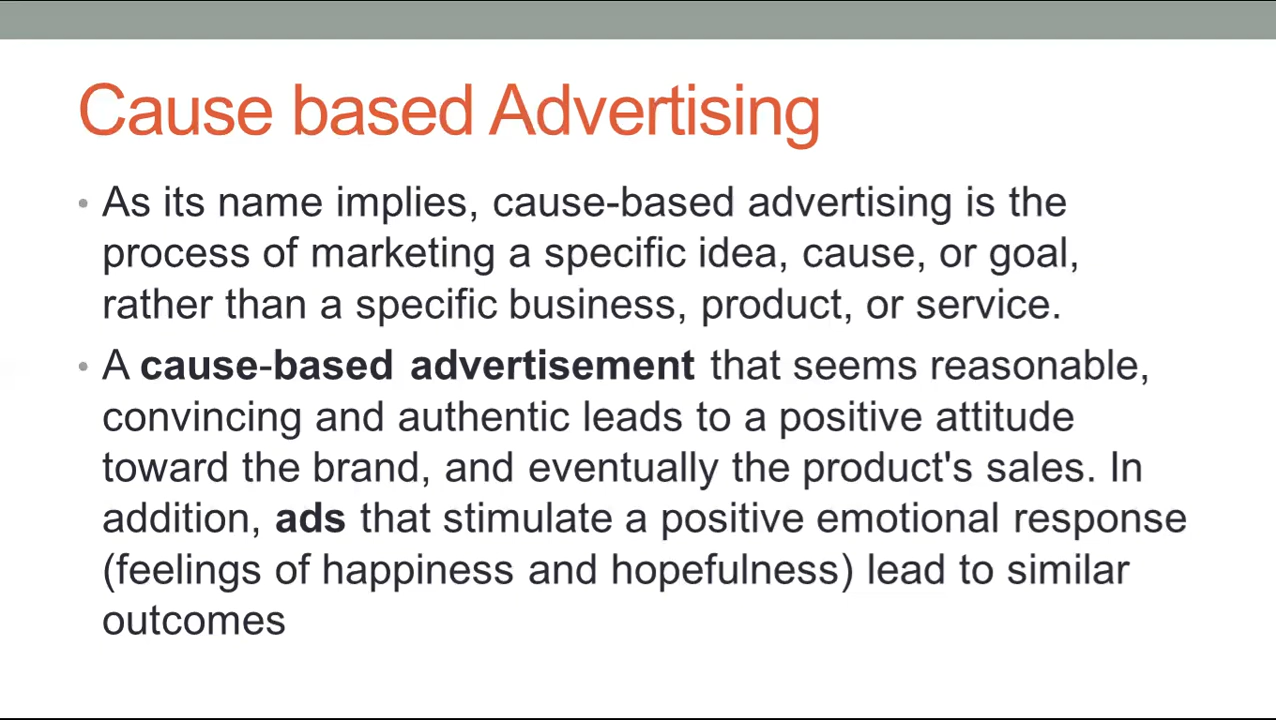 Cause based Advertising
• As its name implies, cause-based advertising is the
process of marketing a specific idea, cause, or goal,
rather than a specific business, product, or service.
• A cause-based advertisement that seems reasonable,
convincing and authentic leads to a positive attitude
toward the brand, and eventually the product's sales. In
addition, ads that stimulate a positive emotional response
(feelings of happiness and hopefulness) lead to similar
outcomes